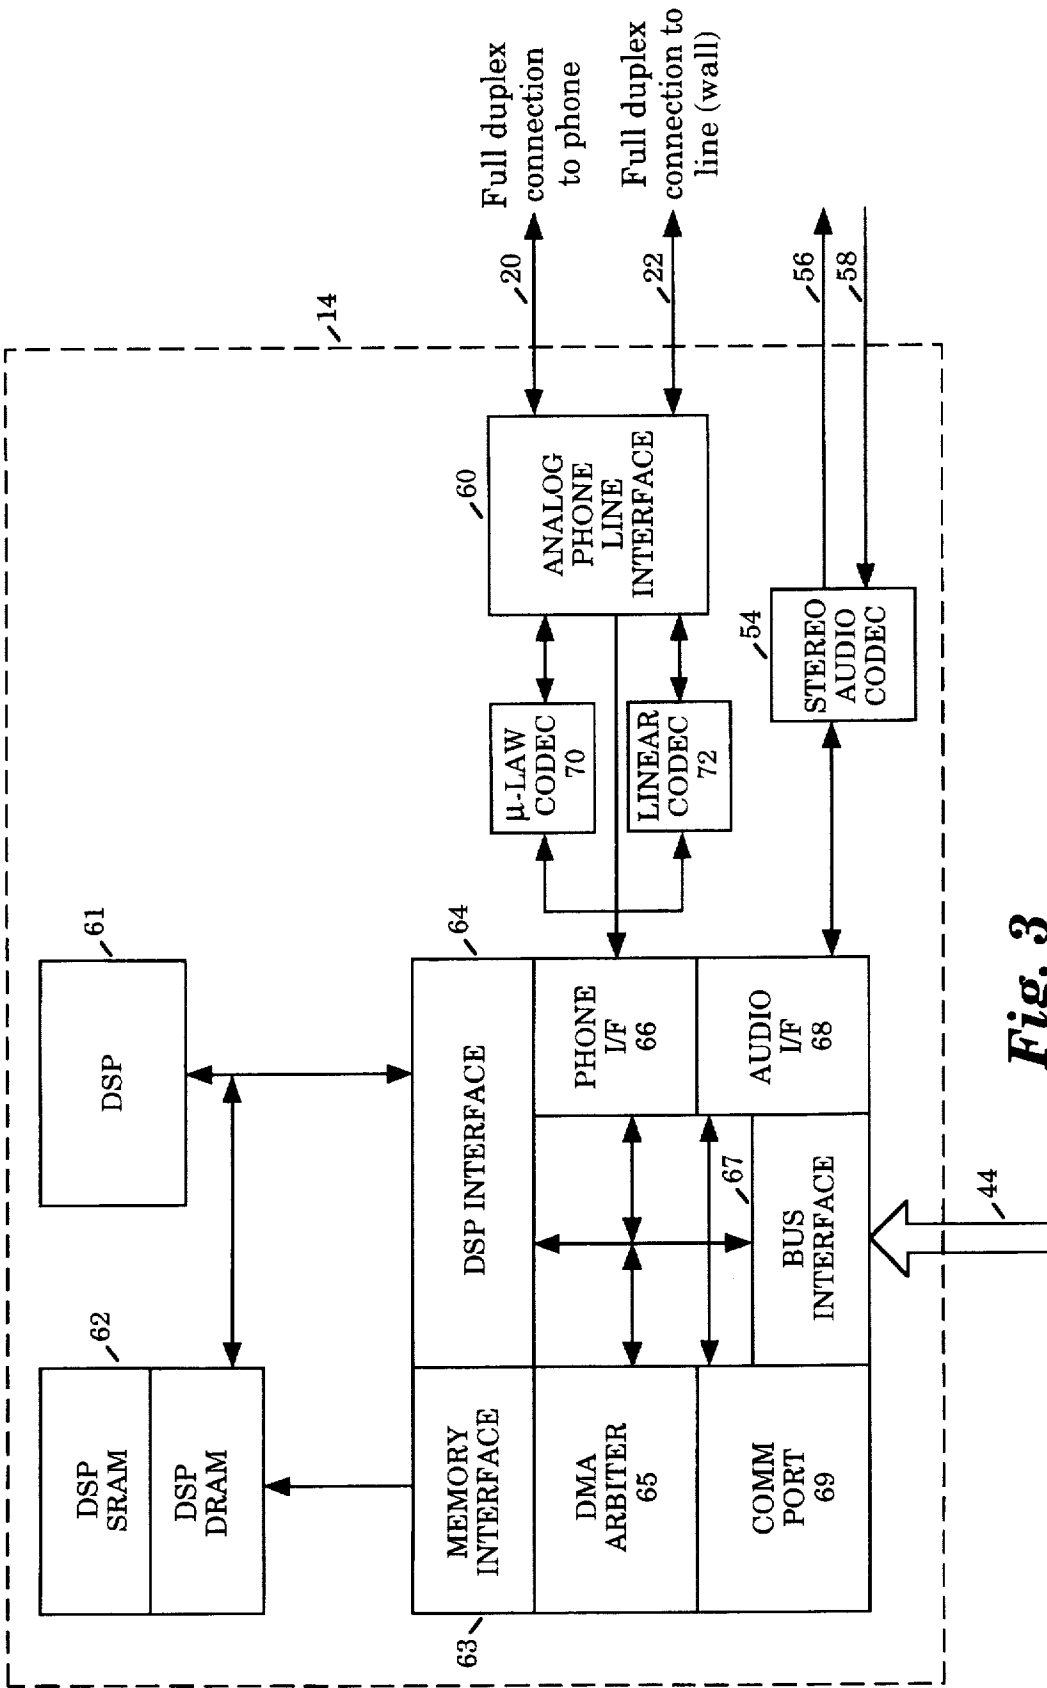 14
62
DSP
SRAM
DSP
DRAM
61
DSP
63
MEMORY
INTERFACE
DSP INTERFACE
64
DMA
ARBITER
65
PHONE
I/F
66
COMM
PORT
69
67
BUS
INTERFACE
AUDIO
I/F
68
44
μ-LAW
CODEC
70
LINEAR
CODEC
72
60
ANALOG
PHONE
LINE
INTERFACE
54
STEREO
AUDIO
CODEC
20
Full duplex
connection
to phone
22
Full duplex
connection to
line (wall)
56
58
Fig. 3